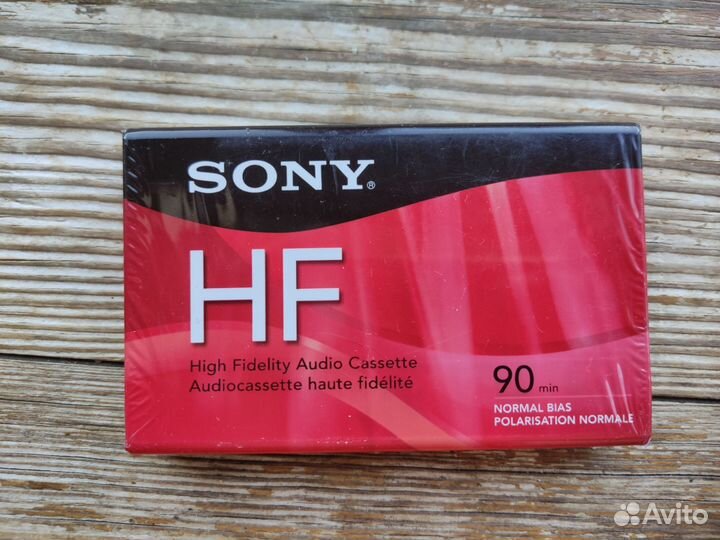 SONY®
HF
High Fidelity Audio Cassette
Audiocassette haute fidélité
90 min
NORMAL BIAS
POLARISATION NORMALE
Avito